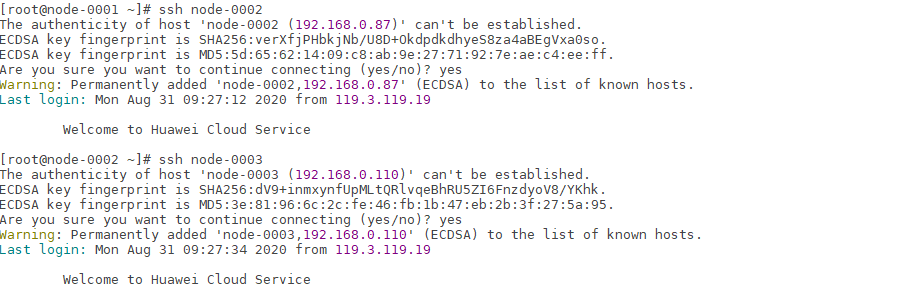 [root@node-0001 ~]# ssh node-0002
The authenticity of host 'node-0002 (192.168.0.87)' can't be established.
ECDSA key fingerprint is SHA256:verXfjPHbkjNb/U8D+OkdpdkdhyeS8za4aBEgVxa0so.
ECDSA key fingerprint is MD5:5d:65:62:14:09:c8:ab:9e:27:71:92:7e:ae:c4:ee:ff.
Are you sure you want to continue connecting (yes/no)? yes
Warning: Permanently added 'node-0002,192.168.0.87' (ECDSA) to the list of known hosts.
Last login: Mon Aug 31 09:27:12 2020 from 119.3.119.19
Welcome to Huawei Cloud Service
[root@node-0002 ~]# ssh node-0003
The authenticity of host 'node-0003 (192.168.0.110)' can't be established.
ECDSA key fingerprint is SHA256:dV9+inmxynfUpMLtQRlvqeBhRU5ZI6FnzdyoV8/YKhk.
ECDSA key fingerprint is MD5:3e:81:96:6c:2c:fe:46:fb:1b:47:eb:2b:3f:27:5a:95.
Are you sure you want to continue connecting (yes/no)? yes
Warning: Permanently added 'node-0003,192.168.0.110' (ECDSA) to the list of known hosts.
Last login: Mon Aug 31 09:27:34 2020 from 119.3.119.19
Welcome to Huawei Cloud Service